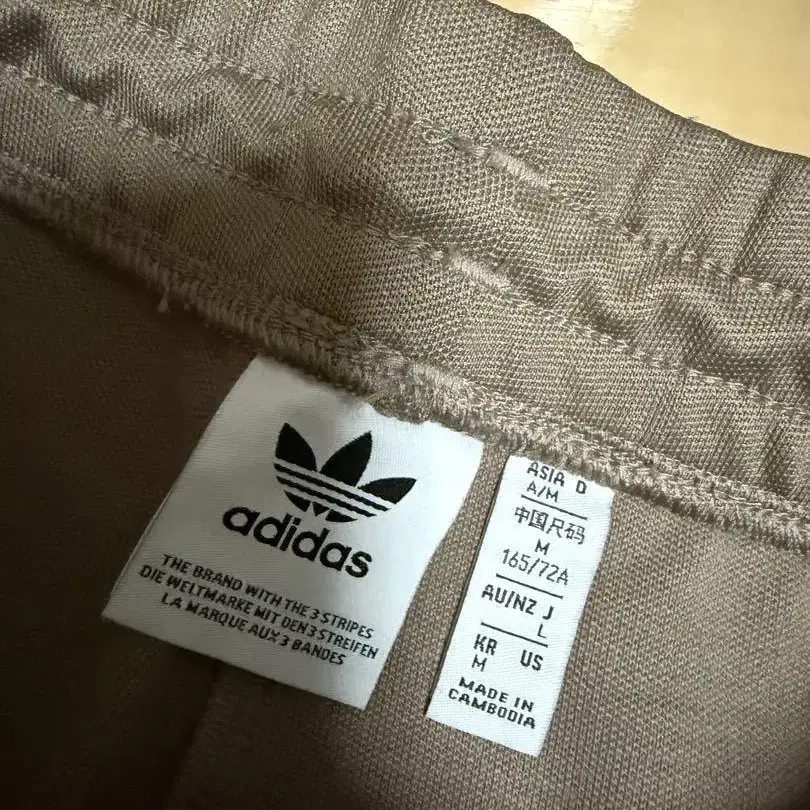 adidas
THE BRAND WITH THE 3 STRIPES
DIE WELTMARKE MIT DEN 3 STREIFEN
LA MARQUE AUX 3 BANDES
ASIA D
A/M
中国尺码
M
165/72A
AU/NZ J
L
KR US
M
MADE IN
CAMBODIA